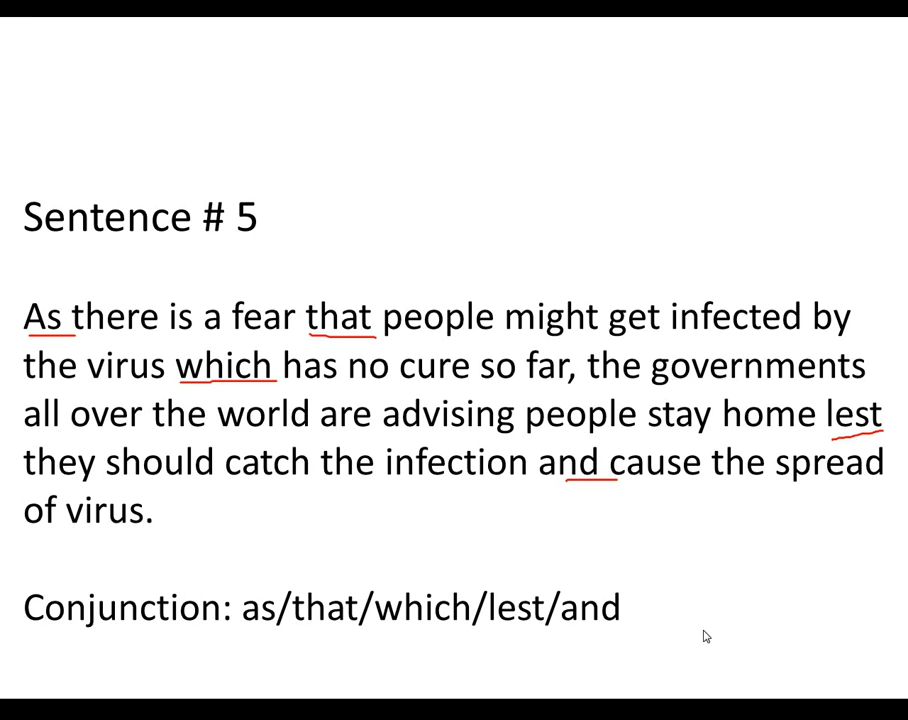 Sentence # 5
As there is a fear that people might get infected by
the virus which has no cure so far, the governments
all over the world are advising people stay home lest
they should catch the infection and cause the spread
of virus.
Conjunction: as/that/which/lest/and